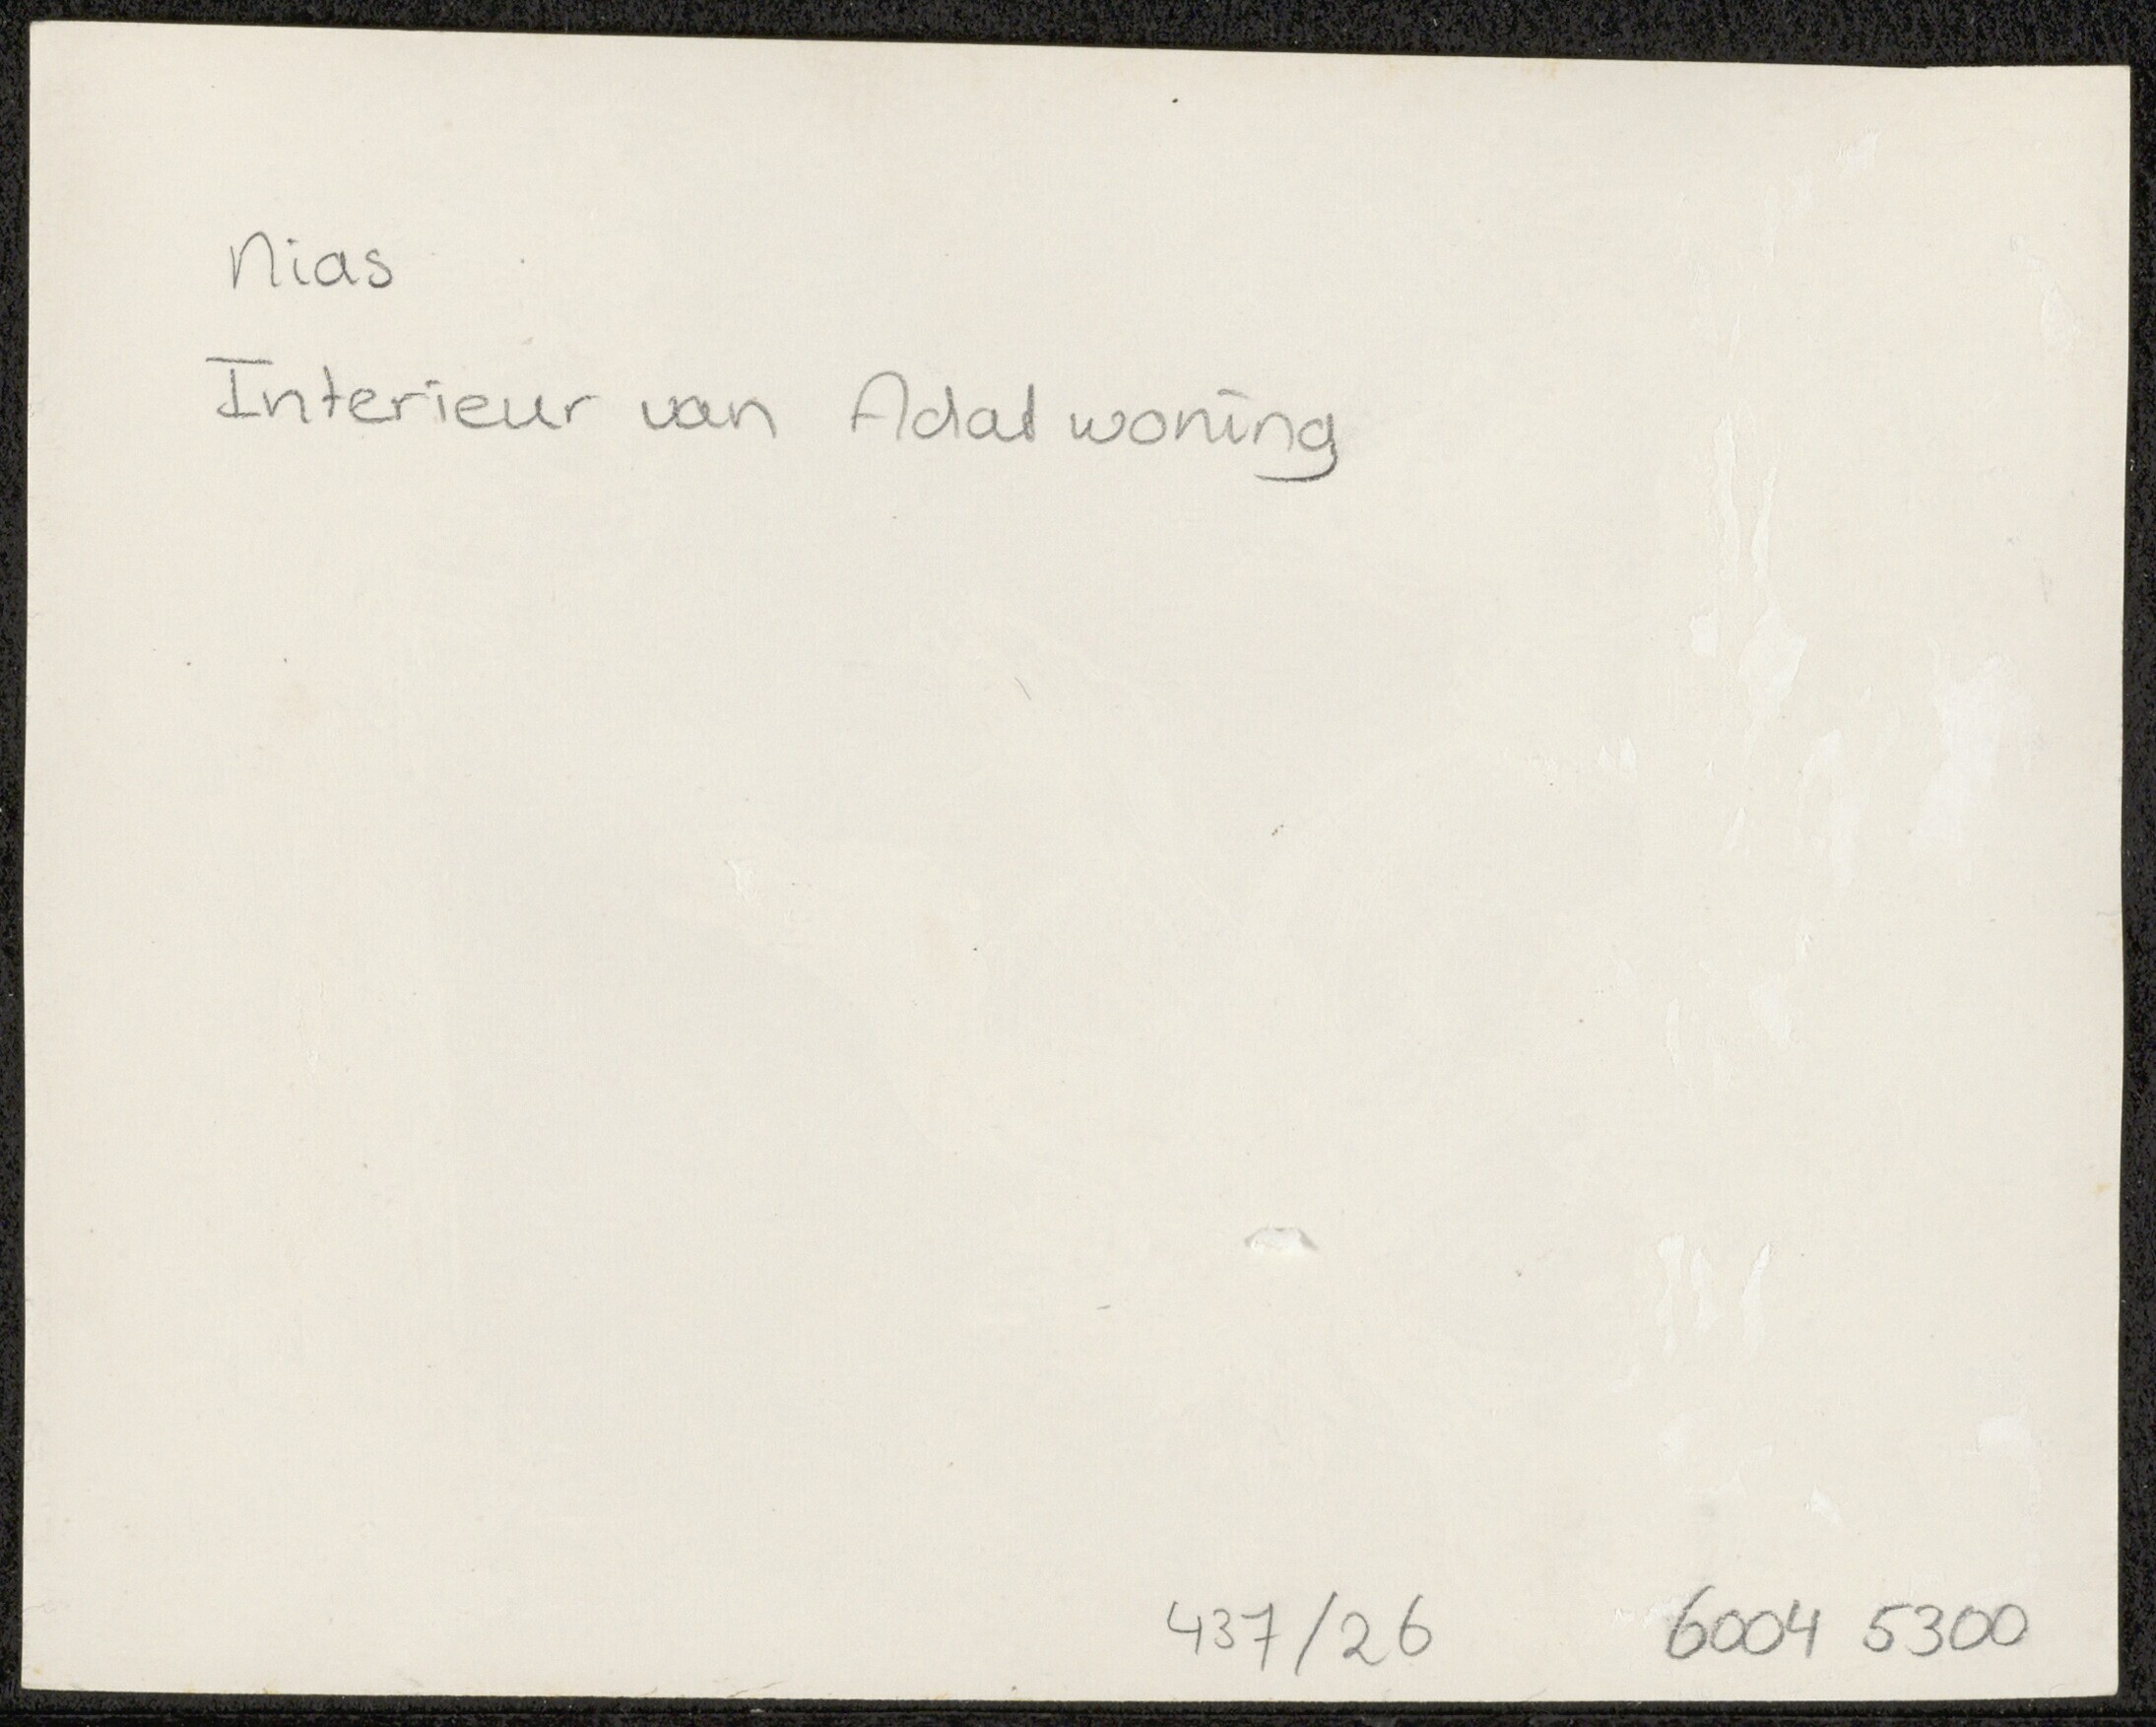 Nias
Interieur van Adat woning
437/26 6004 5300